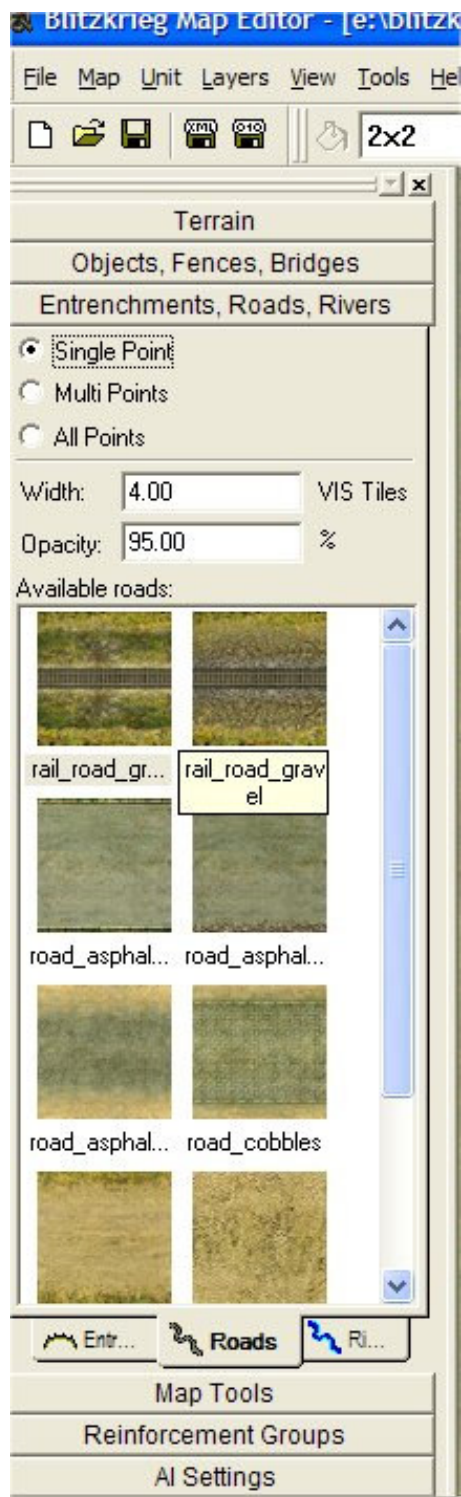 Blitzkrieg Map Editor - [e:\blitzk
File Map Unit Layers View Tools Hel
XML 010 2x2
Terrain
Objects, Fences, Bridges
Entrenchments, Roads, Rivers
Single Point
Multi Points
All Points
Width: 4.00 VIS Tiles
Opacity: 95.00 %
Available roads:
rail_road_gr... rail_road_grav
el
road_asphal... road_asphal...
road_asphal... road_cobbles
Entr... Roads Ri...
Map Tools
Reinforcement Groups
AI Settings